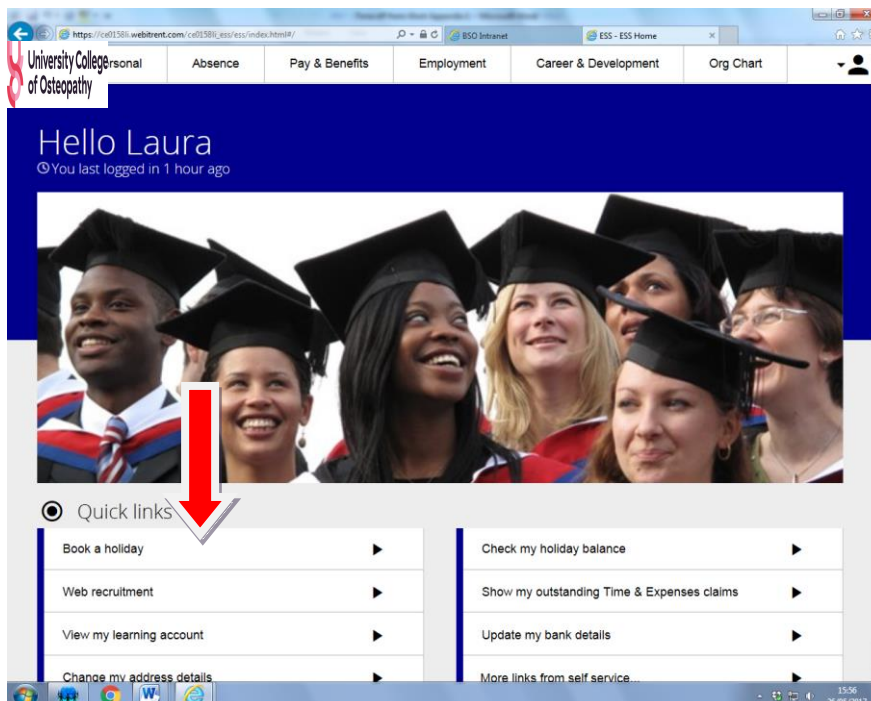 https://ce0158li.webitrent.com/ce0158li_ess/ess/index.html#/
BSO Intranet
ESS - ESS Home
University College
of Osteopathy
ersonal
Absence
Pay & Benefits
Employment
Career & Development
Org Chart
Hello Laura
You last logged in 1 hour ago
Quick links
Book a holiday
Check my holiday balance
Web recruitment
Show my outstanding Time & Expenses claims
View my learning account
Update my bank details
Change my address details
More links from self service...
15:56